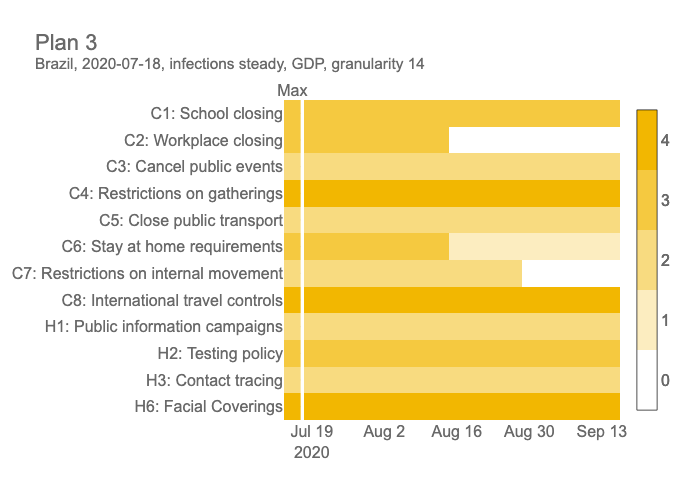 Plan 3
Brazil, 2020-07-18, infections steady, GDP, granularity 14
Max
C1: School closing
C2: Workplace closing
C3: Cancel public events
C4: Restrictions on gatherings
C5: Close public transport
C6: Stay at home requirements
C7: Restrictions on internal movement
C8: International travel controls
H1: Public information campaigns
H2: Testing policy
H3: Contact tracing
H6: Facial Coverings
4
3
2
1
0
Jul 19 Aug 2 Aug 16 Aug 30 Sep 13
2020